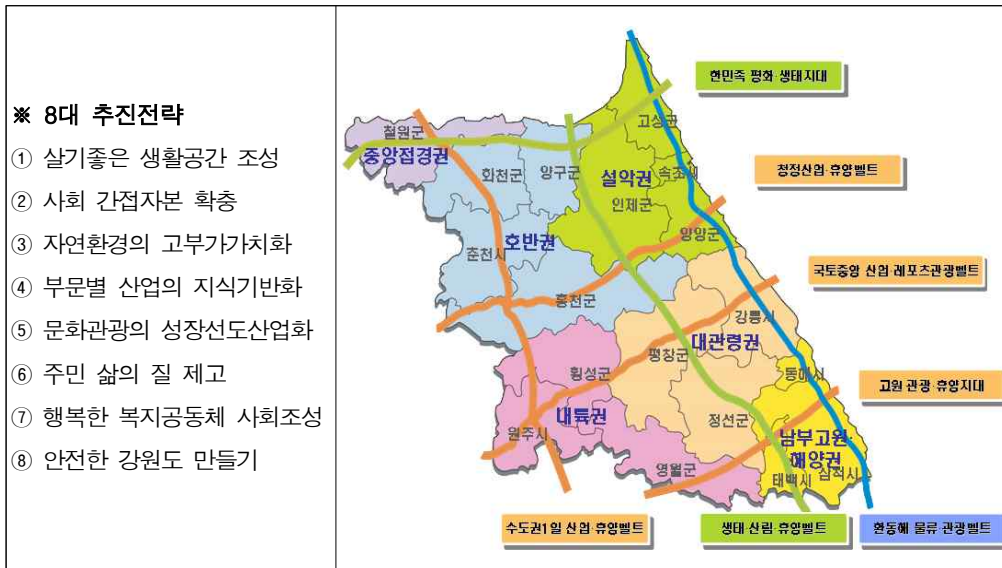 ※ 8대 추진전략
① 살기좋은 생활공간 조성
② 사회 간접자본 확충
③ 자연환경의 고부가가치화
④ 부문별 산업의 지식기반화
⑤ 문화관광의 성장선도산업화
⑥ 주민 삶의 질 제고
⑦ 행복한 복지공동체 사회조성
⑧ 안전한 강원도 만들기
한민족 평화·생태지대
고성군
철원군
중앙접경권
화천군
양구군
설악권
속초시
청정산업·휴양벨트
인제군
양양군
호반권
춘천시
국토중앙 산업·레포츠관광벨트
홍천군
강릉시
대관령권
평창군
동해시
횡성군
고원 관광·휴양지대
내륙권
정선군
원주시
남부고원·
해양권
영월군
태백시
삼척시
수도권1일 산업·휴양벨트
생태·산림·휴양벨트
환동해 물류·관광벨트